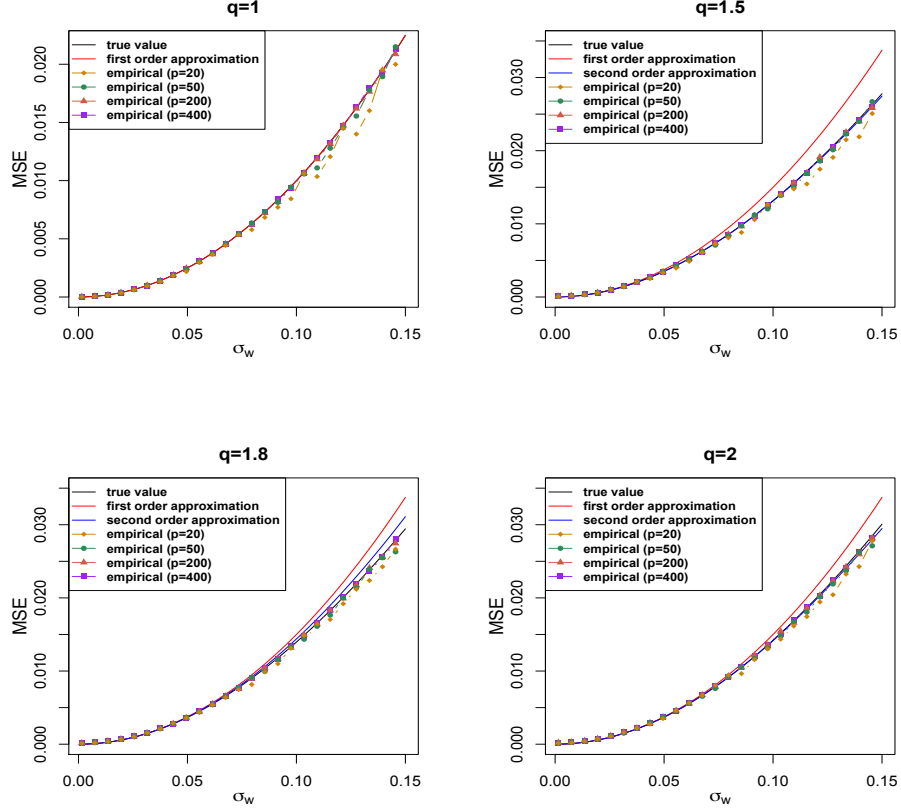 q=1
true value
first order approximation
empirical (p=20)
empirical (p=50)
empirical (p=200)
empirical (p=400)
MSE
0.000 0.005 0.010 0.015 0.020
0.00 0.05 0.10 0.15
σw
q=1.5
true value
first order approximation
second order approximation
empirical (p=20)
empirical (p=50)
empirical (p=200)
empirical (p=400)
MSE
0.000 0.010 0.020 0.030
0.00 0.05 0.10 0.15
σw
q=1.8
true value
first order approximation
second order approximation
empirical (p=20)
empirical (p=50)
empirical (p=200)
empirical (p=400)
MSE
0.000 0.010 0.020 0.030
0.00 0.05 0.10 0.15
σw
q=2
true value
first order approximation
second order approximation
empirical (p=20)
empirical (p=50)
empirical (p=200)
empirical (p=400)
MSE
0.000 0.010 0.020 0.030
0.00 0.05 0.10 0.15
σw